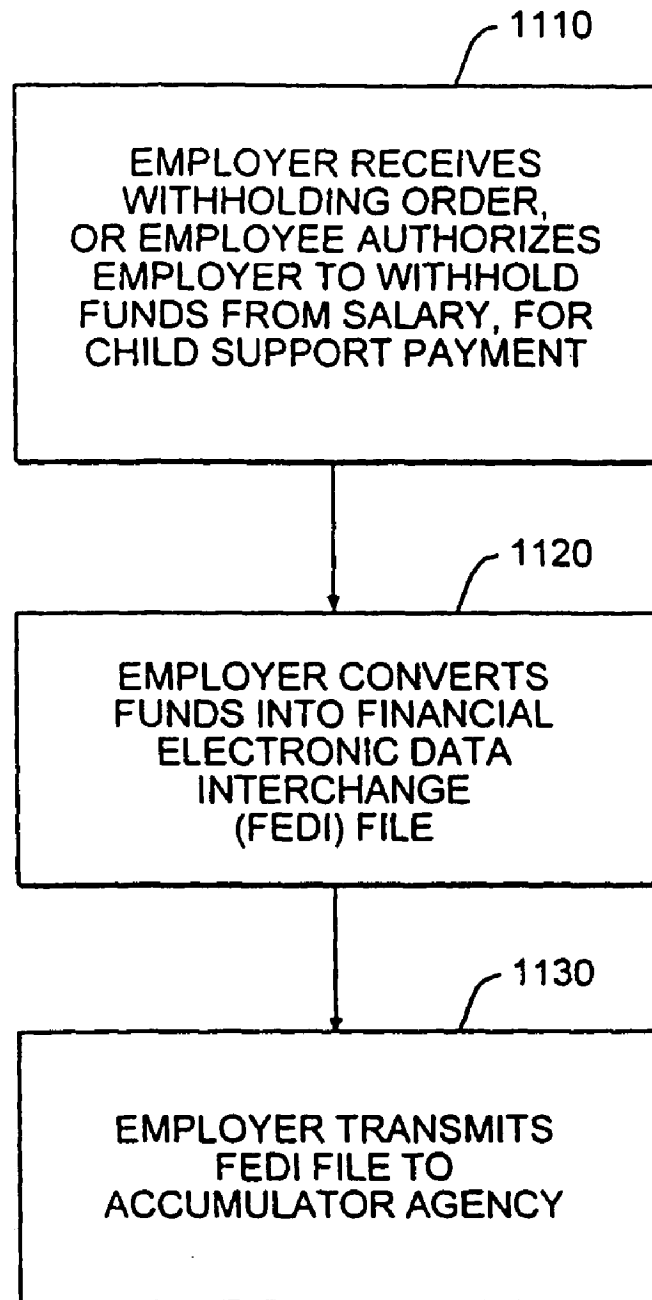 1110
EMPLOYER RECEIVES
WITHHOLDING ORDER,
OR EMPLOYEE AUTHORIZES
EMPLOYER TO WITHHOLD
FUNDS FROM SALARY, FOR
CHILD SUPPORT PAYMENT
1120
EMPLOYER CONVERTS
FUNDS INTO FINANCIAL
ELECTRONIC DATA
INTERCHANGE
(FEDI) FILE
1130
EMPLOYER TRANSMITS
FEDI FILE TO
ACCUMULATOR AGENCY